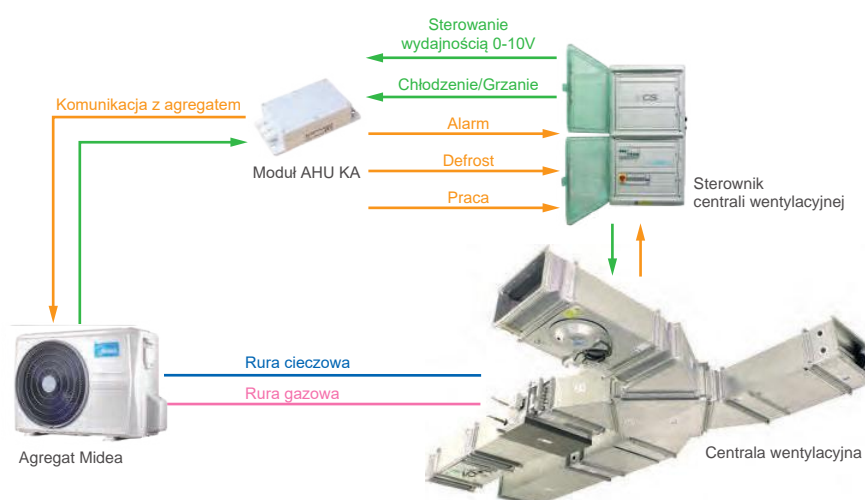 Sterowanie
wydajnością 0-10V
Chłodzenie/Grzanie
Komunikacja z agregatem
Alarm
Moduł AHU KA
Defrost
Praca
Sterownik
centrali wentylacyjnej
Rura cieczowa
Rura gazowa
Agregat Midea
Centrala wentylacyjna